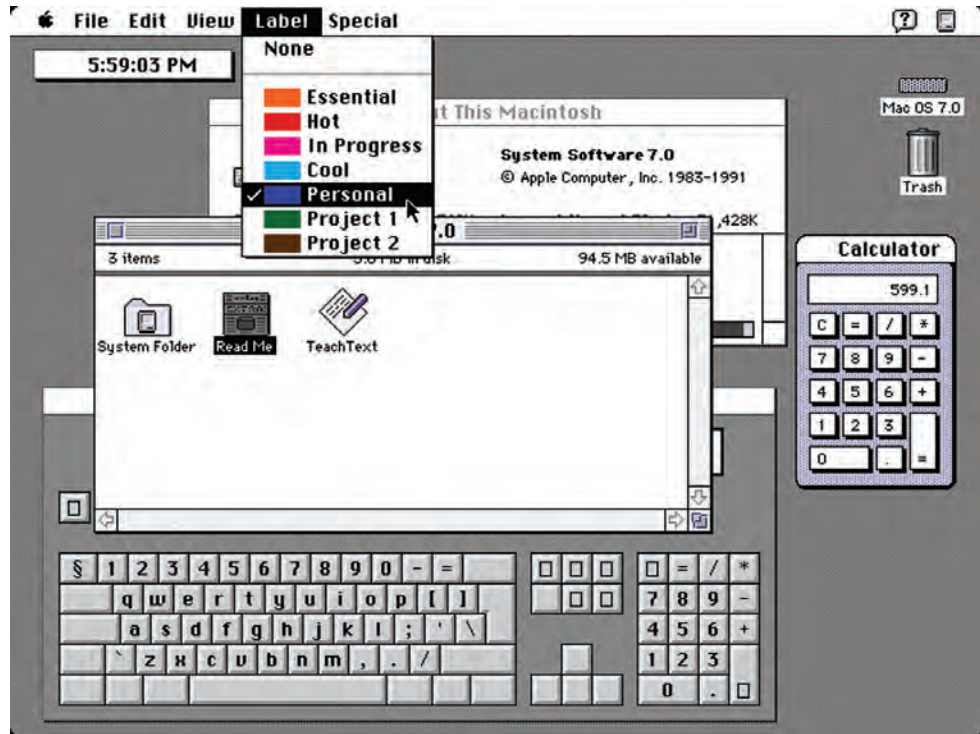 File Edit View Label Special
5:59:03 PM
None
Essential
Hot
In Progress
Cool
Personal
Project 1
Project 2
t This Macintosh
System Software 7.0
© Apple Computer, Inc. 1983-1991
,428K
.0
3 items
94.5 MB available
System Folder
Read Me
TeachText
Mac OS 7.0
Trash
Calculator
599.1
C = / *
7 8 9 -
4 5 6 +
1 2 3
0 . =
§ 1 2 3 4 5 6 7 8 9 0 - = = / *
q w e r t y u i o p [ ] 7 8 9 -
a s d f g h j k l ; ' \ 4 5 6 +
` z x c v b n m , . / 1 2 3
0 .